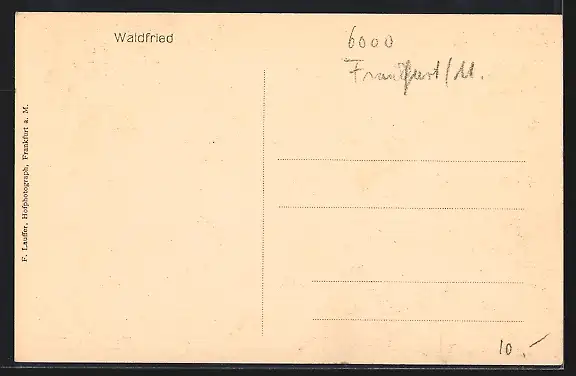 Waldfried
6000
Frankfurt/M.
F. Lauffer, Hofphotograph, Frankfurt a. M.
10.-